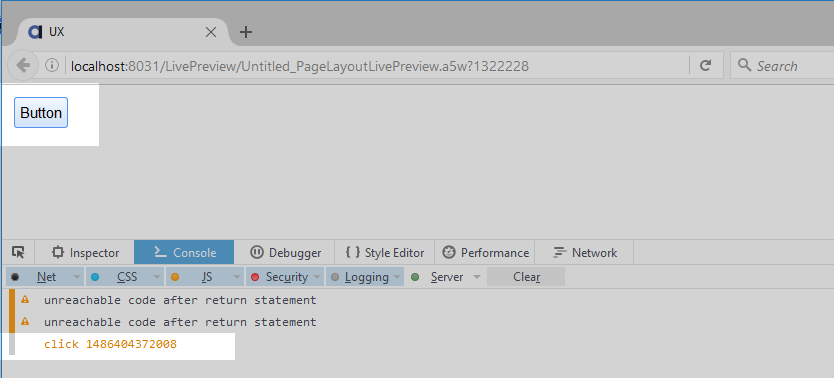 UX
localhost:8031/LivePreview/Untitled_PageLayoutLivePreview.a5w?1322228
Search
Button
Inspector Console Debugger { } Style Editor Performance Network
Net CSS JS Security Logging Server Clear
unreachable code after return statement
unreachable code after return statement
click 1486404372008